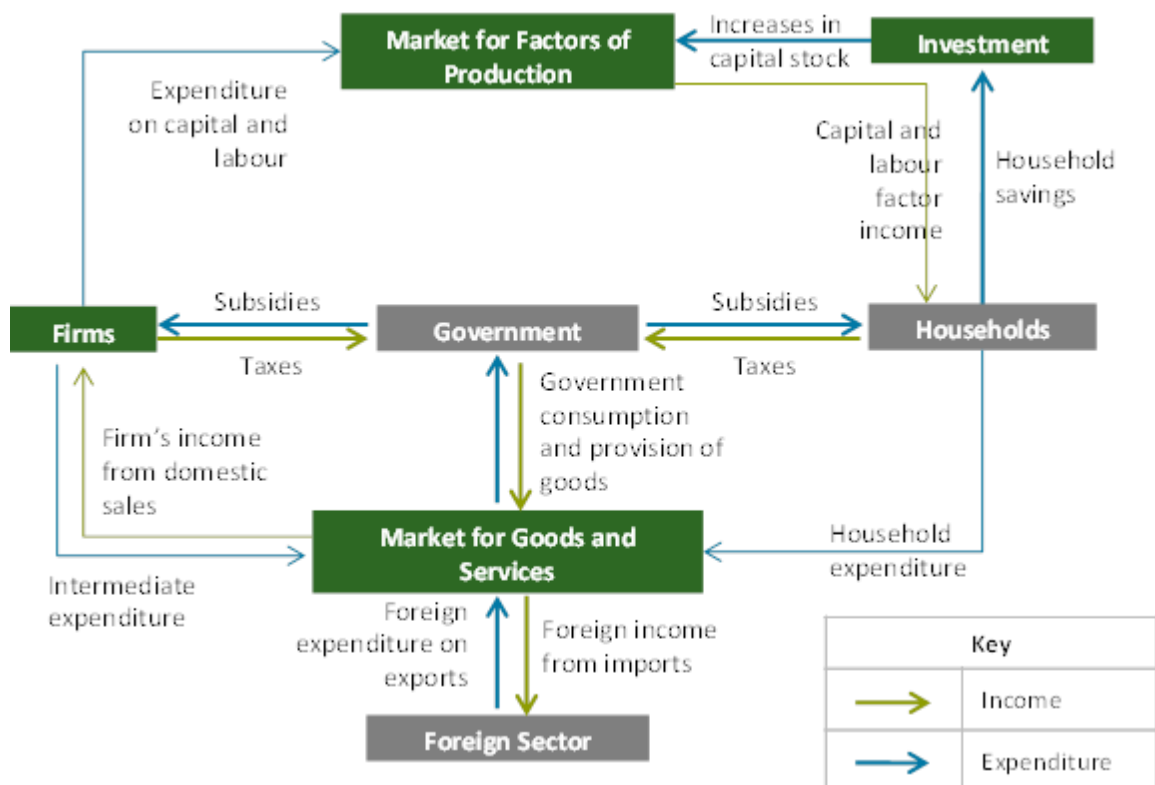 Market for Factors of
Production
Increases in
capital stock
Investment
Expenditure
on capital and
labour
Capital and
labour
factor
income
Household
savings
Subsidies
Subsidies
Firms
Government
Households
Taxes
Taxes
Government
consumption
and provision of
goods
Firm's income
from domestic
sales
Market for Goods and
Services
Household
expenditure
Intermediate
expenditure
Foreign
expenditure on
exports
Foreign income
from imports
Foreign Sector
Key
Income
Expenditure